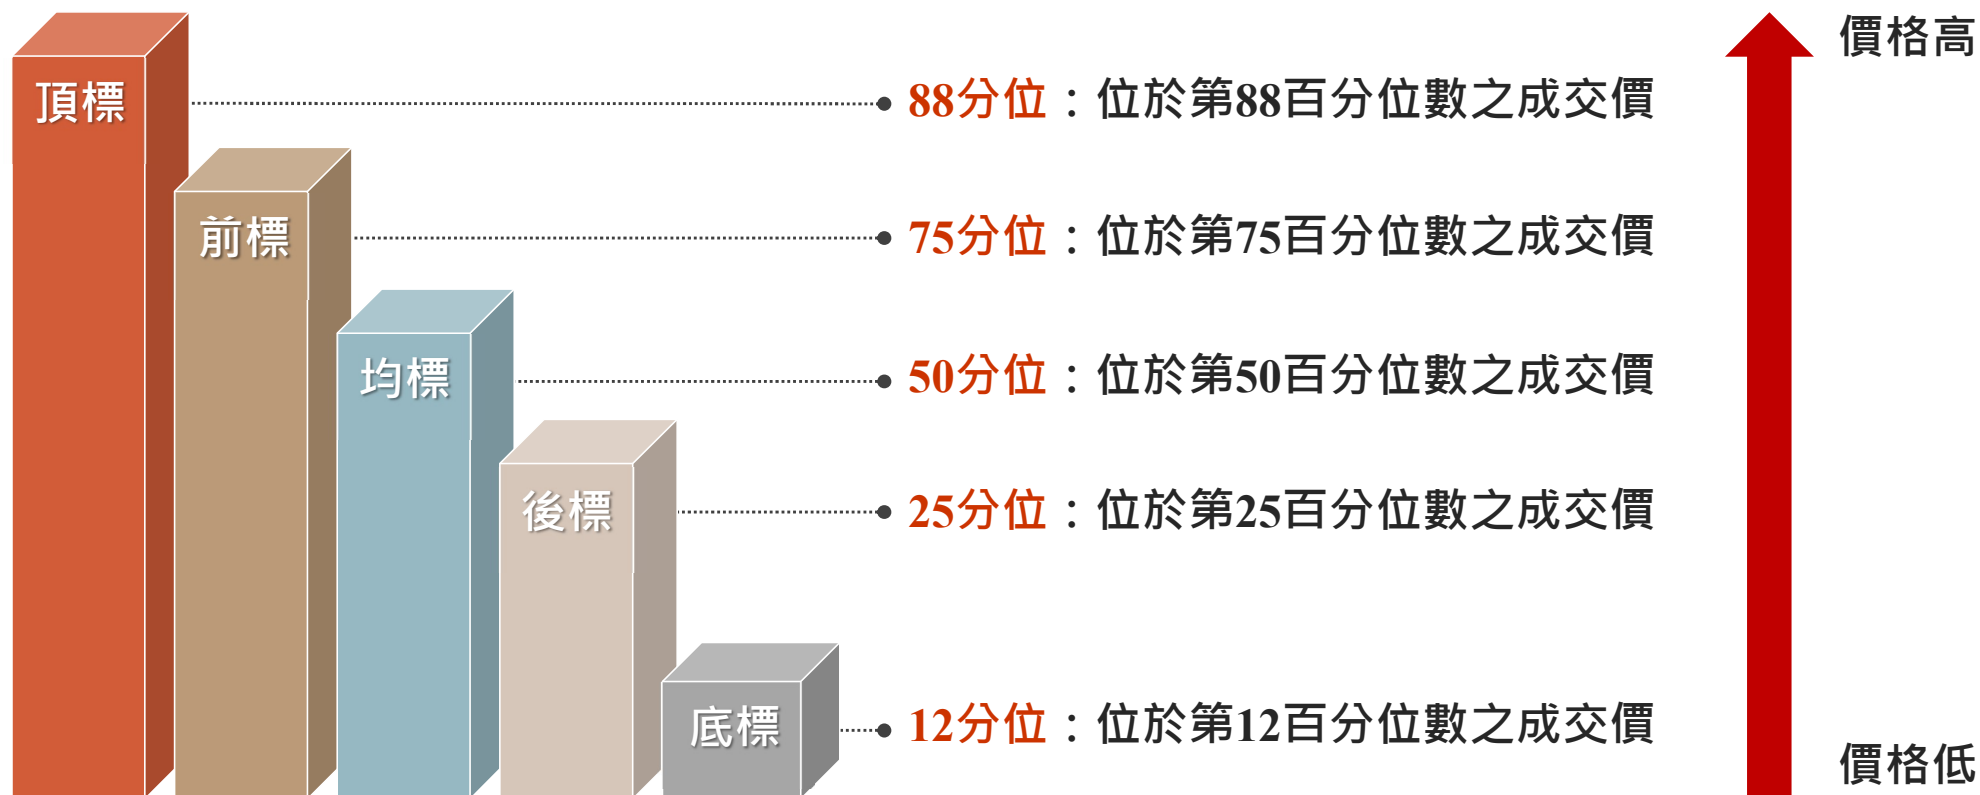 價格高
頂標
88分位：位於第88百分位數之成交價
前標
75分位：位於第75百分位數之成交價
均標
50分位：位於第50百分位數之成交價
後標
25分位：位於第25百分位數之成交價
底標
12分位：位於第12百分位數之成交價
價格低